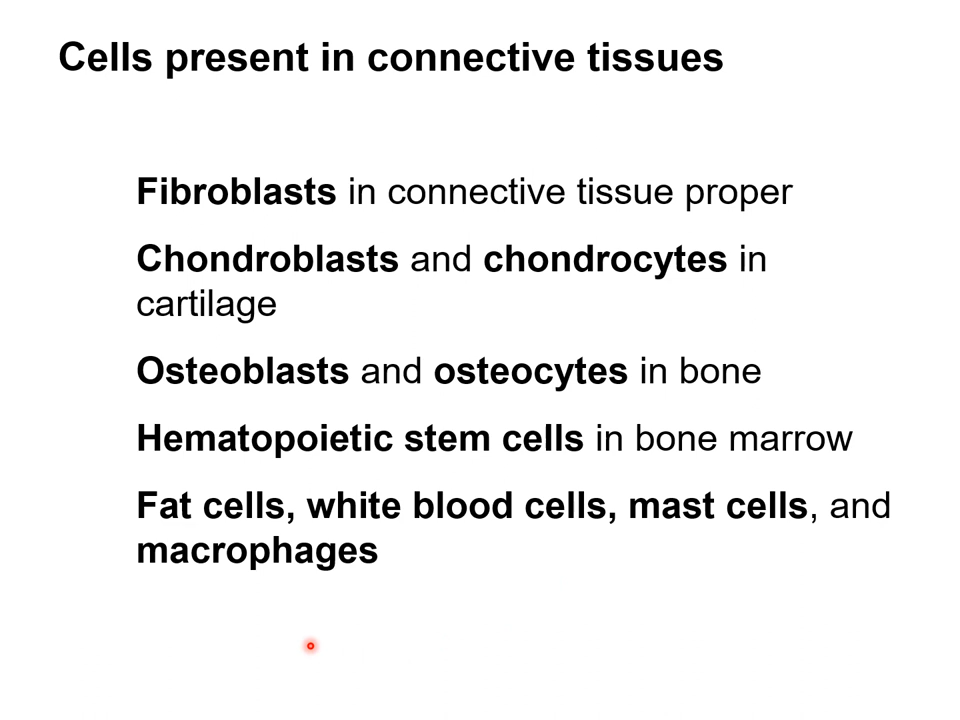 Cells present in connective tissues
Fibroblasts in connective tissue proper
Chondroblasts and chondrocytes in
cartilage
Osteoblasts and osteocytes in bone
Hematopoietic stem cells in bone marrow
Fat cells, white blood cells, mast cells, and
macrophages